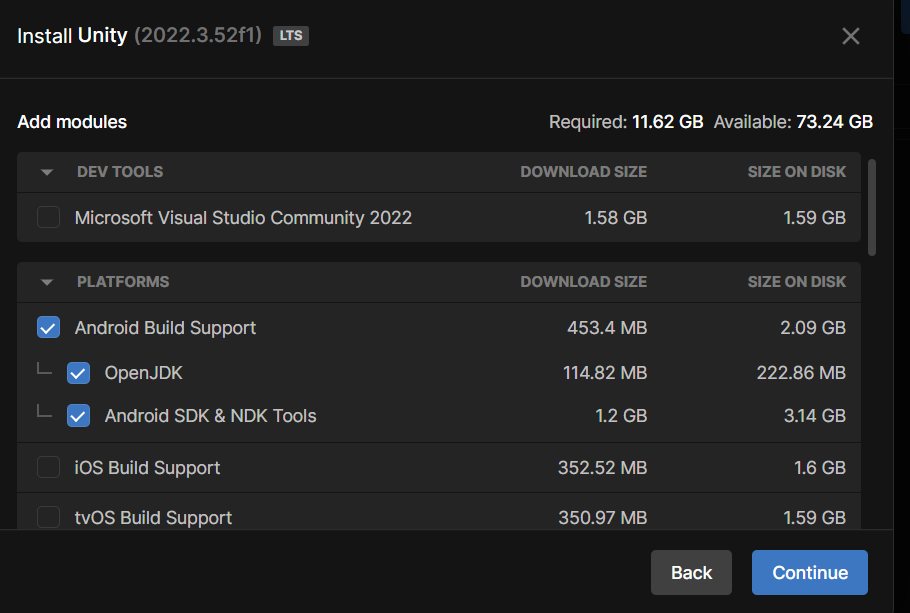 Install Unity (2022.3.52f1) LTS
Add modules Required: 11.62 GB Available: 73.24 GB
DEV TOOLS DOWNLOAD SIZE SIZE ON DISK
Microsoft Visual Studio Community 2022 1.58 GB 1.59 GB
PLATFORMS DOWNLOAD SIZE SIZE ON DISK
Android Build Support 453.4 MB 2.09 GB
OpenJDK 114.82 MB 222.86 MB
Android SDK & NDK Tools 1.2 GB 3.14 GB
iOS Build Support 352.52 MB 1.6 GB
tvOS Build Support 350.97 MB 1.59 GB
Back Continue